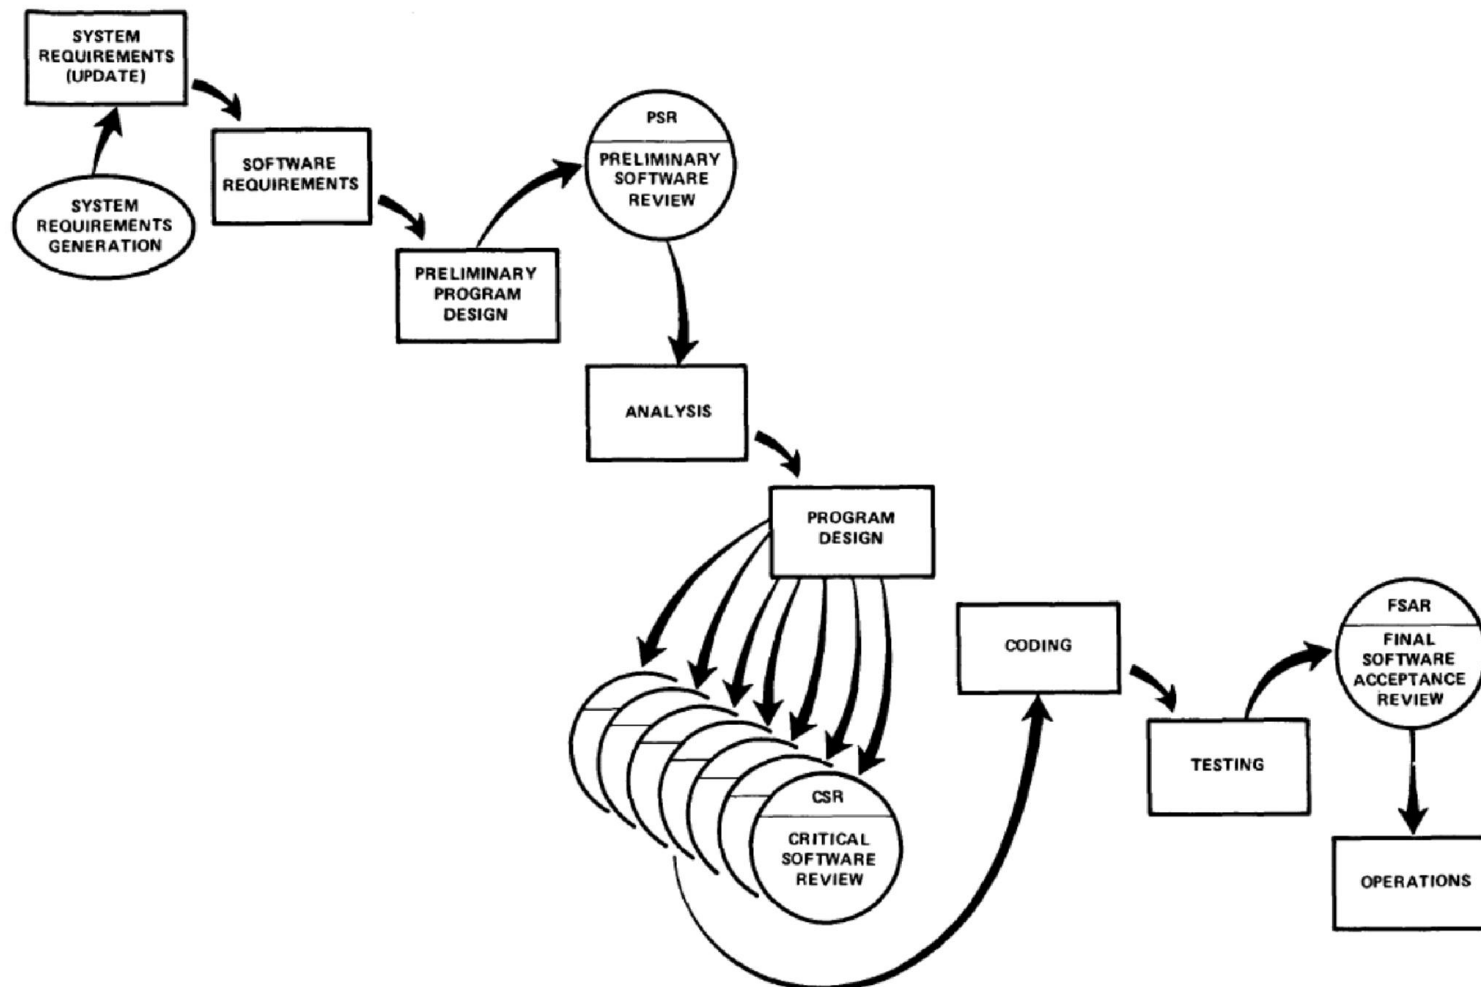 SYSTEM
REQUIREMENTS
(UPDATE)
SYSTEM
REQUIREMENTS
GENERATION
SOFTWARE
REQUIREMENTS
PRELIMINARY
PROGRAM
DESIGN
PSR
PRELIMINARY
SOFTWARE
REVIEW
ANALYSIS
PROGRAM
DESIGN
CSR
CRITICAL
SOFTWARE
REVIEW
CODING
TESTING
FSAR
FINAL
SOFTWARE
ACCEPTANCE
REVIEW
OPERATIONS